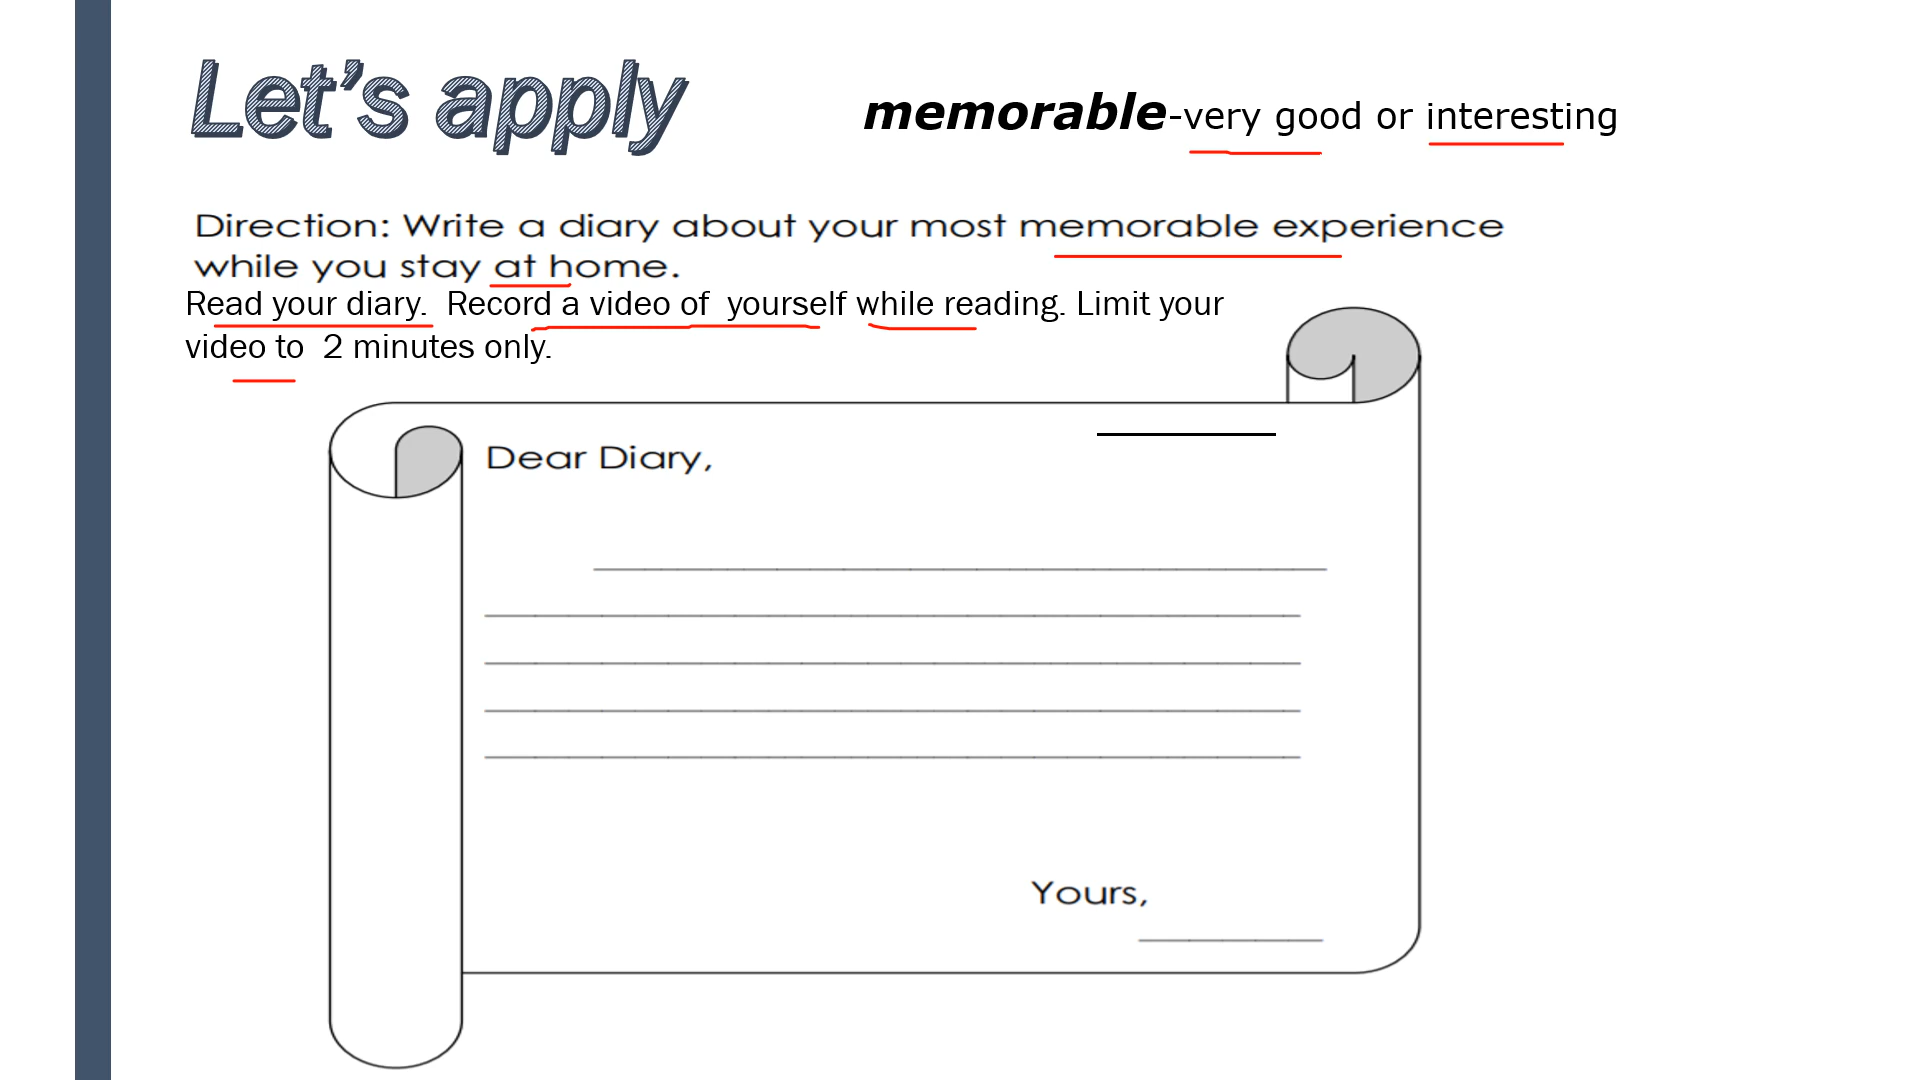 Let's apply
memorable-very good or interesting
Direction: Write a diary about your most memorable experience
while you stay at home.
Read your diary.  Record a video of  yourself while reading. Limit your
video to  2 minutes only.
Dear Diary,
Yours,